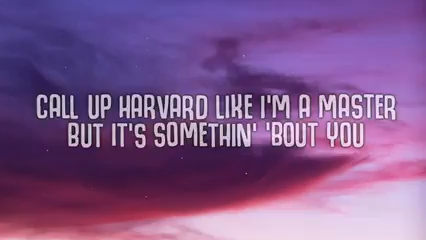 CALL UP HARVARD LIKE I'M A MASTER
BUT IT'S SOMETHIN' 'BOUT YOU